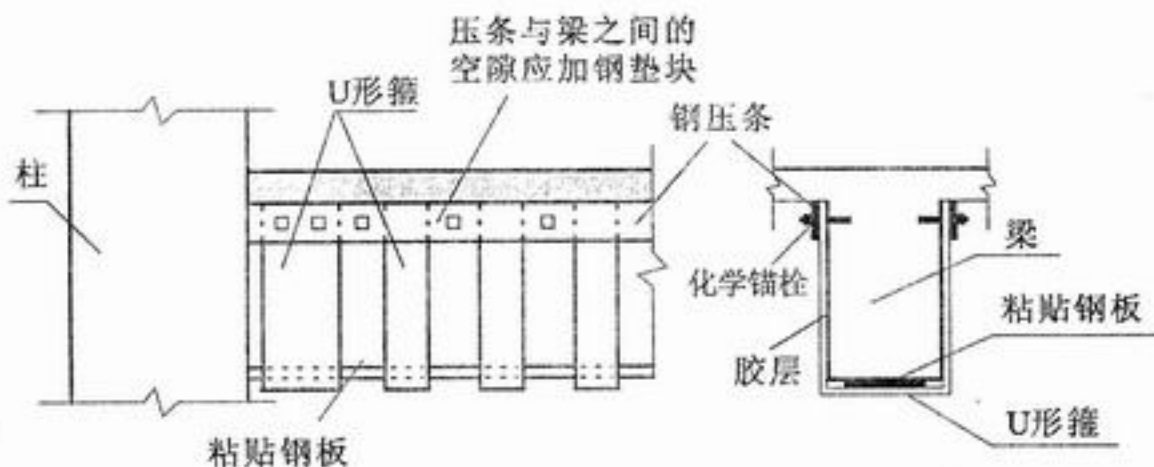 压条与梁之间的
空隙应加钢垫块
U形箍
钢压条
柱
梁
化学锚栓
粘贴钢板
胶层
U形箍
粘贴钢板